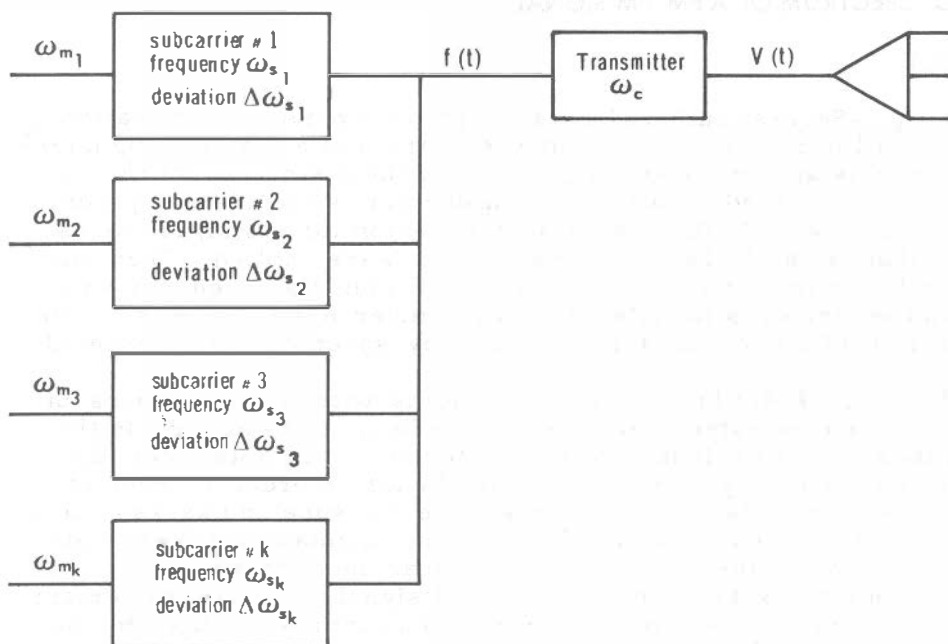 ω_m1
subcarrier # 1
frequency ω_s1
deviation Δω_s1
f (t)
Transmitter
ω_c
V (t)
ω_m2
subcarrier # 2
frequency ω_s2
deviation Δω_s2
ω_m3
subcarrier # 3
frequency ω_s3
deviation Δω_s3
ω_mk
subcarrier # k
frequency ω_sk
deviation Δω_sk